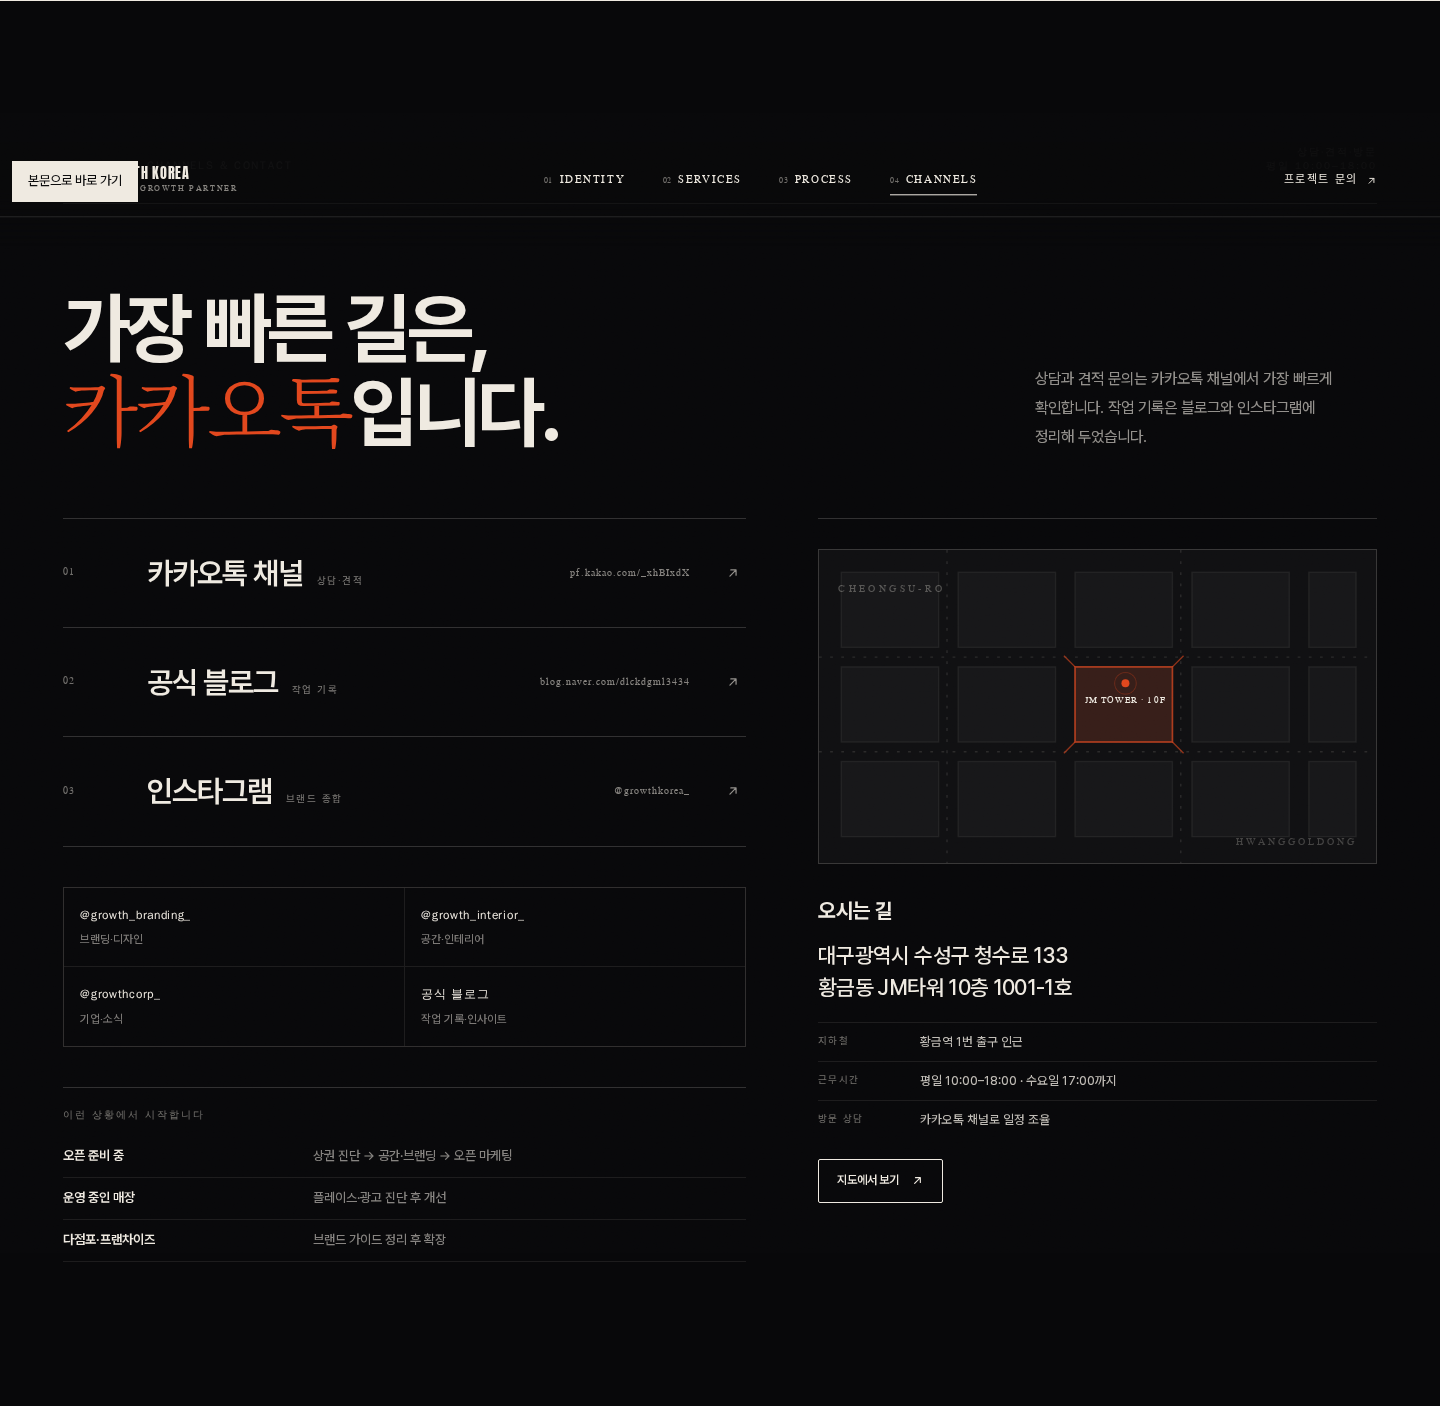 본문으로 바로 가기
TH KOREA
GROWTH PARTNER
LG & CONTACT
01 IDENTITY
02 SERVICES
03 PROCESS
04 CHANNELS
프로젝트 문의
가장 빠른 길은,
카카오톡입니다.
상담과 견적 문의는 카카오톡 채널에서 가장 빠르게
확인합니다. 작업 기록은 블로그와 인스타그램에
정리해 두었습니다.
01 카카오톡 채널 상담·견적 pf.kakao.com/_xhBIxdX
02 공식 블로그 작업 기록 blog.naver.com/dlckdgml3434
03 인스타그램 브랜드 종합 @growthkorea_
@growth_branding_
브랜딩·디자인
@growth_interior_
공간·인테리어
@growthcorp_
기업·소식
공식 블로그
작업 기록·인사이트
이런 상황에서 시작합니다
오픈 준비 중 상권 진단 → 공간·브랜딩 → 오픈 마케팅
운영 중인 매장 플레이스·광고 진단 후 개선
다점포·프랜차이즈 브랜드 가이드 정리 후 확장
CHEONGSU-RO
JM TOWER · 10F
HWANGGOLDONG
오시는 길
대구광역시 수성구 청수로 133
황금동 JM타워 10층 1001-1호
지하철 황금역 1번 출구 인근
근무시간 평일 10:00–18:00 · 수요일 17:00까지
방문 상담 카카오톡 채널로 일정 조율
지도에서 보기